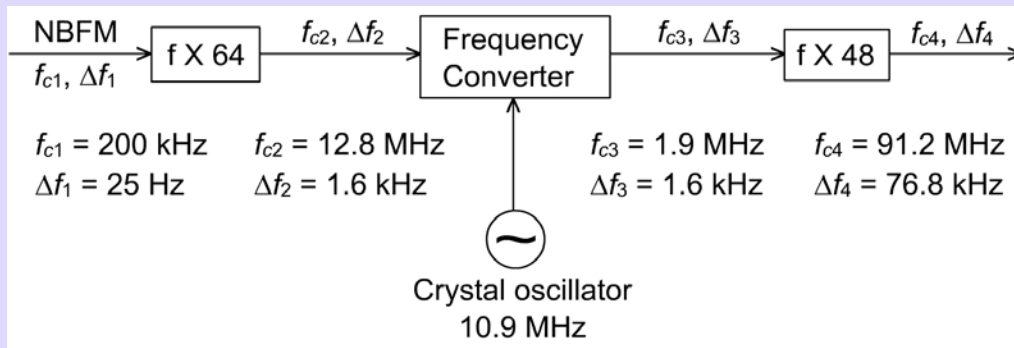 NBFM
fc1, Δf1
f X 64
fc2, Δf2
Frequency
Converter
fc3, Δf3
f X 48
fc4, Δf4
fc1 = 200 kHz
Δf1 = 25 Hz
fc2 = 12.8 MHz
Δf2 = 1.6 kHz
fc3 = 1.9 MHz
Δf3 = 1.6 kHz
fc4 = 91.2 MHz
Δf4 = 76.8 kHz
~
Crystal oscillator
10.9 MHz